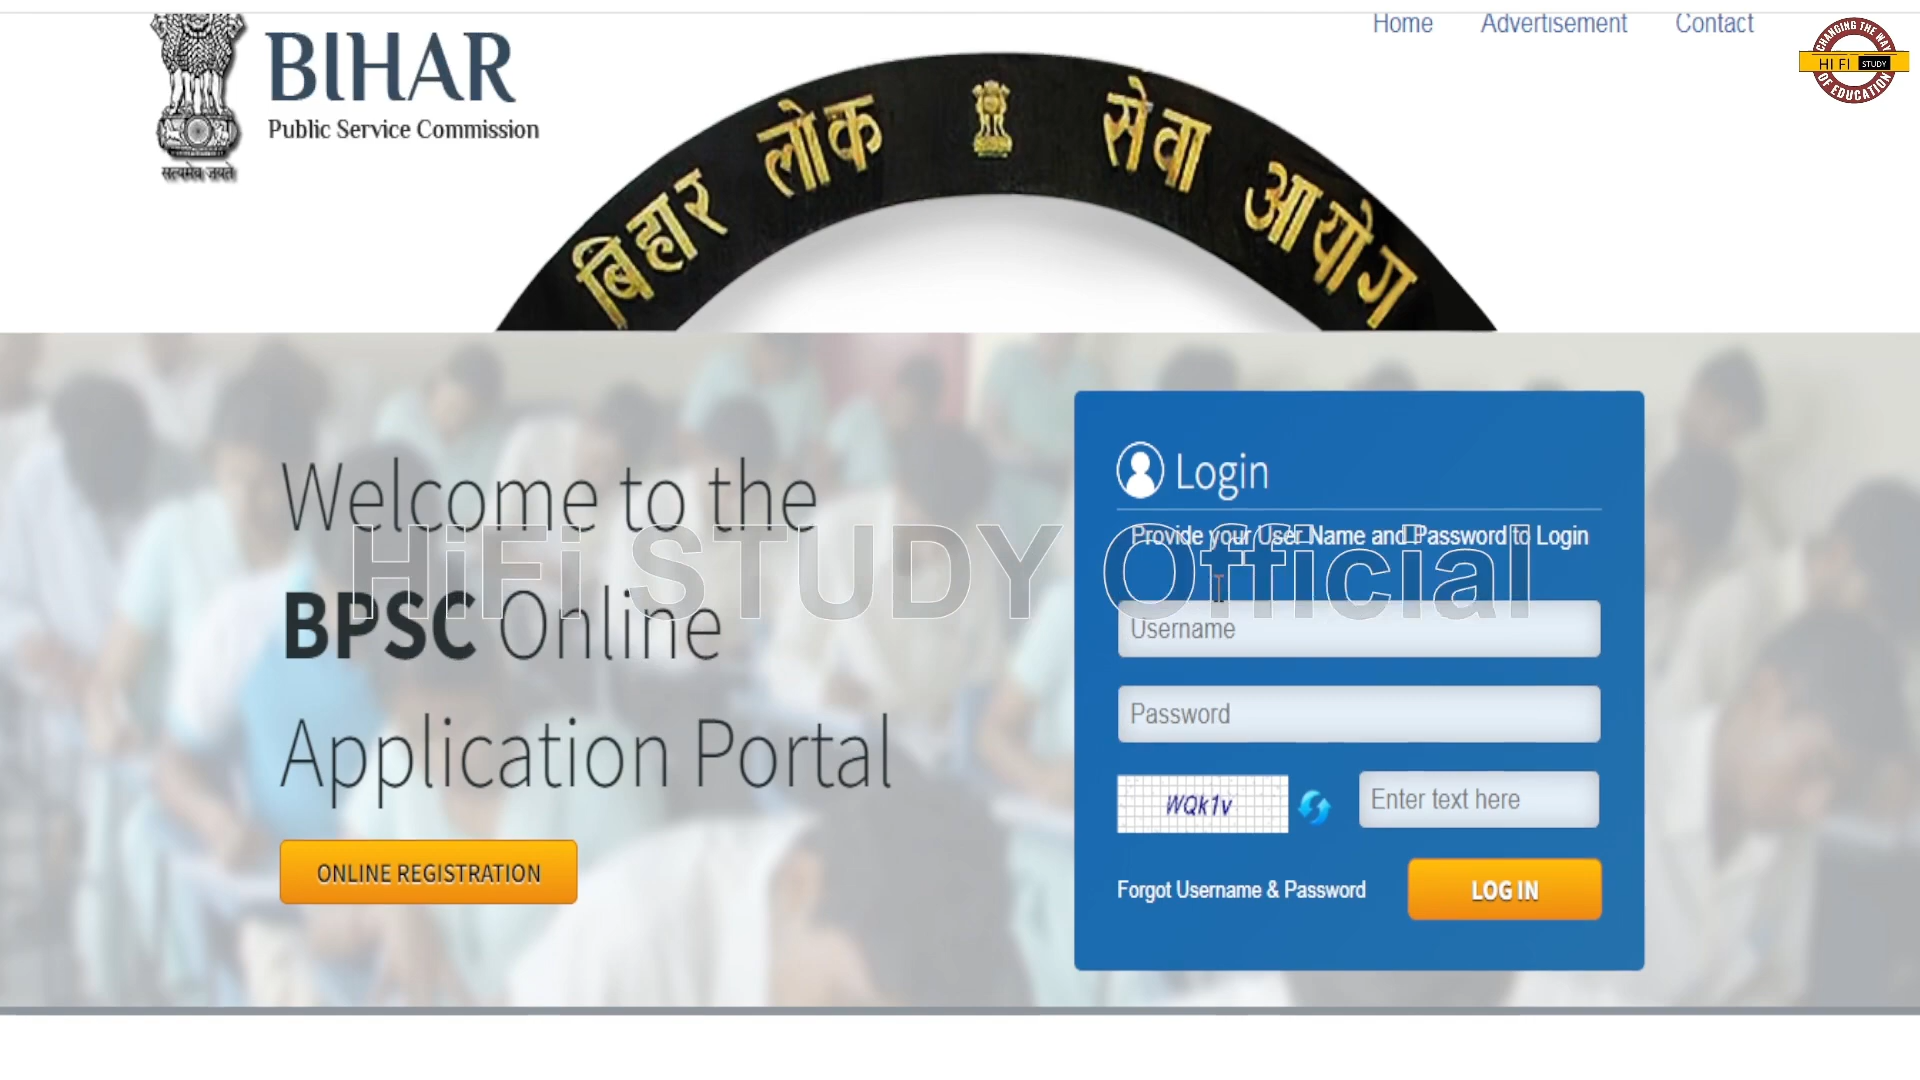 Home Advertisement Contact
CHANGING THE WAY
HI FI STUDY
OF EDUCATION
BIHAR
Public Service Commission
सत्यमेव जयते
बिहार लोक सेवा आयोग
Welcome to the
BPSC Online
Application Portal
ONLINE REGISTRATION
HiFi STUDY Official
Login
Provide your User Name and Password to Login
Username
Password
WQk1v
Enter text here
Forgot Username & Password
LOG IN